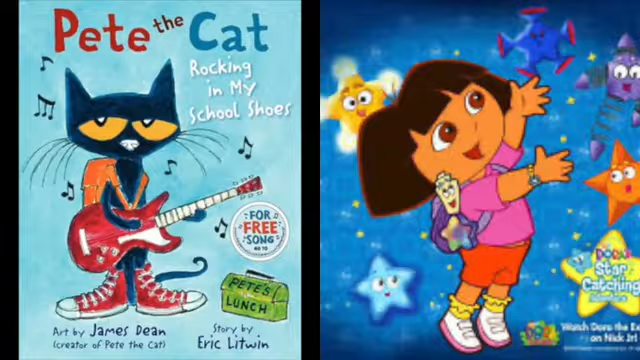 Pete the Cat
Rocking
in My
School Shoes
FOR
FREE
SONG
PETE'S
LUNCH
Art by James Dean
(creator of Pete the Cat)
Story by
Eric Litwin
DORA's
Star
Catching
Watch Dora the Ex
on Nick Jr!